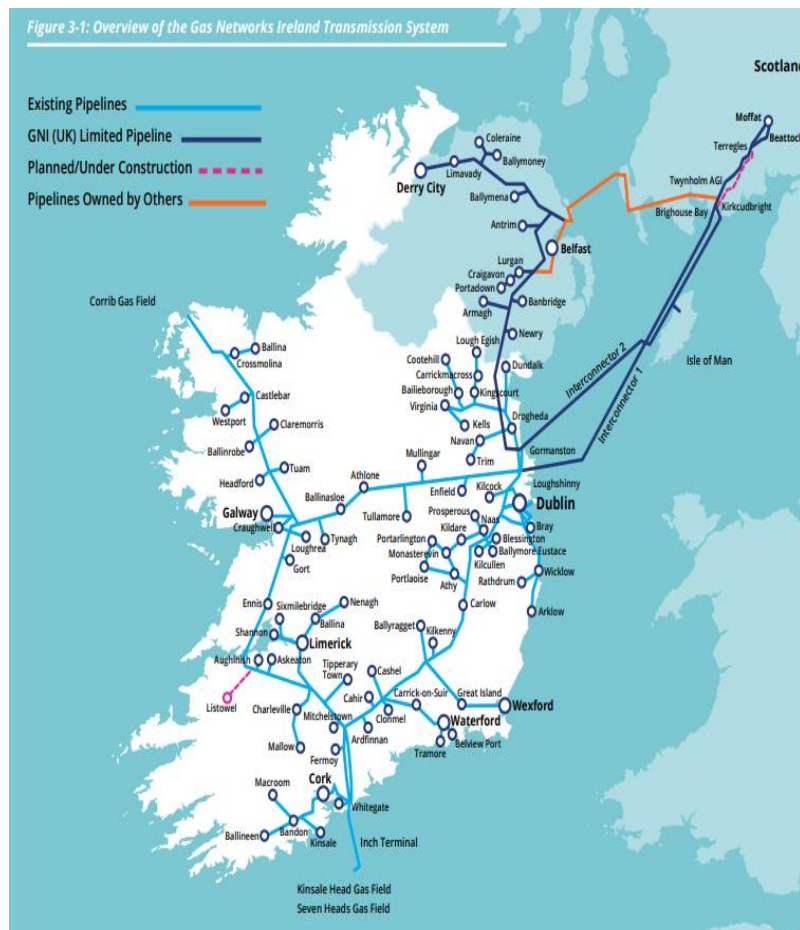 Figure 3-1: Overview of the Gas Networks Ireland Transmission System
Existing Pipelines
GNI (UK) Limited Pipeline
Planned/Under Construction
Pipelines Owned by Others
Scotland
Moffat
Beattock
Terregles
Twynholm AGI
Kirkcudbright
Brighouse Bay
Coleraine
Ballymoney
Limavady
Derry City
Ballymena
Antrim
Belfast
Lurgan
Craigavon
Portadown
Armagh
Banbridge
Newry
Isle of Man
Interconnector 2
Interconnector 1
Corrib Gas Field
Ballina
Crossmolina
Castlebar
Westport
Claremorris
Ballinrobe
Tuam
Headford
Lough Egish
Cootehill
Carrickmacross
Dundalk
Bailieborough
Kingscourt
Virginia
Drogheda
Kells
Navan
Trim
Gormanston
Mullingar
Athlone
Ballinasloe
Tullamore
Enfield
Kilcock
Loughshinny
Dublin
Galway
Craughwell
Loughrea
Tynagh
Gort
Prosperous
Naas
Kildare
Bray
Blessington
Portarlington
Monasterevin
Ballymore Eustace
Kilcullen
Portlaoise
Athy
Rathdrum
Wicklow
Arklow
Carlow
Ennis
Sixmilebridge
Nenagh
Shannon
Ballina
Limerick
Ballyragget
Kilkenny
Aughinish
Askeaton
Tipperary
Town
Cashel
Listowel
Charleville
Cahir
Carrick-on-Suir
Great Island
Wexford
Mitchelstown
Clonmel
Waterford
Ardfinnan
Belview Port
Tramore
Mallow
Fermoy
Macroom
Cork
Whitegate
Ballineen
Bandon
Kinsale
Inch Terminal
Kinsale Head Gas Field
Seven Heads Gas Field